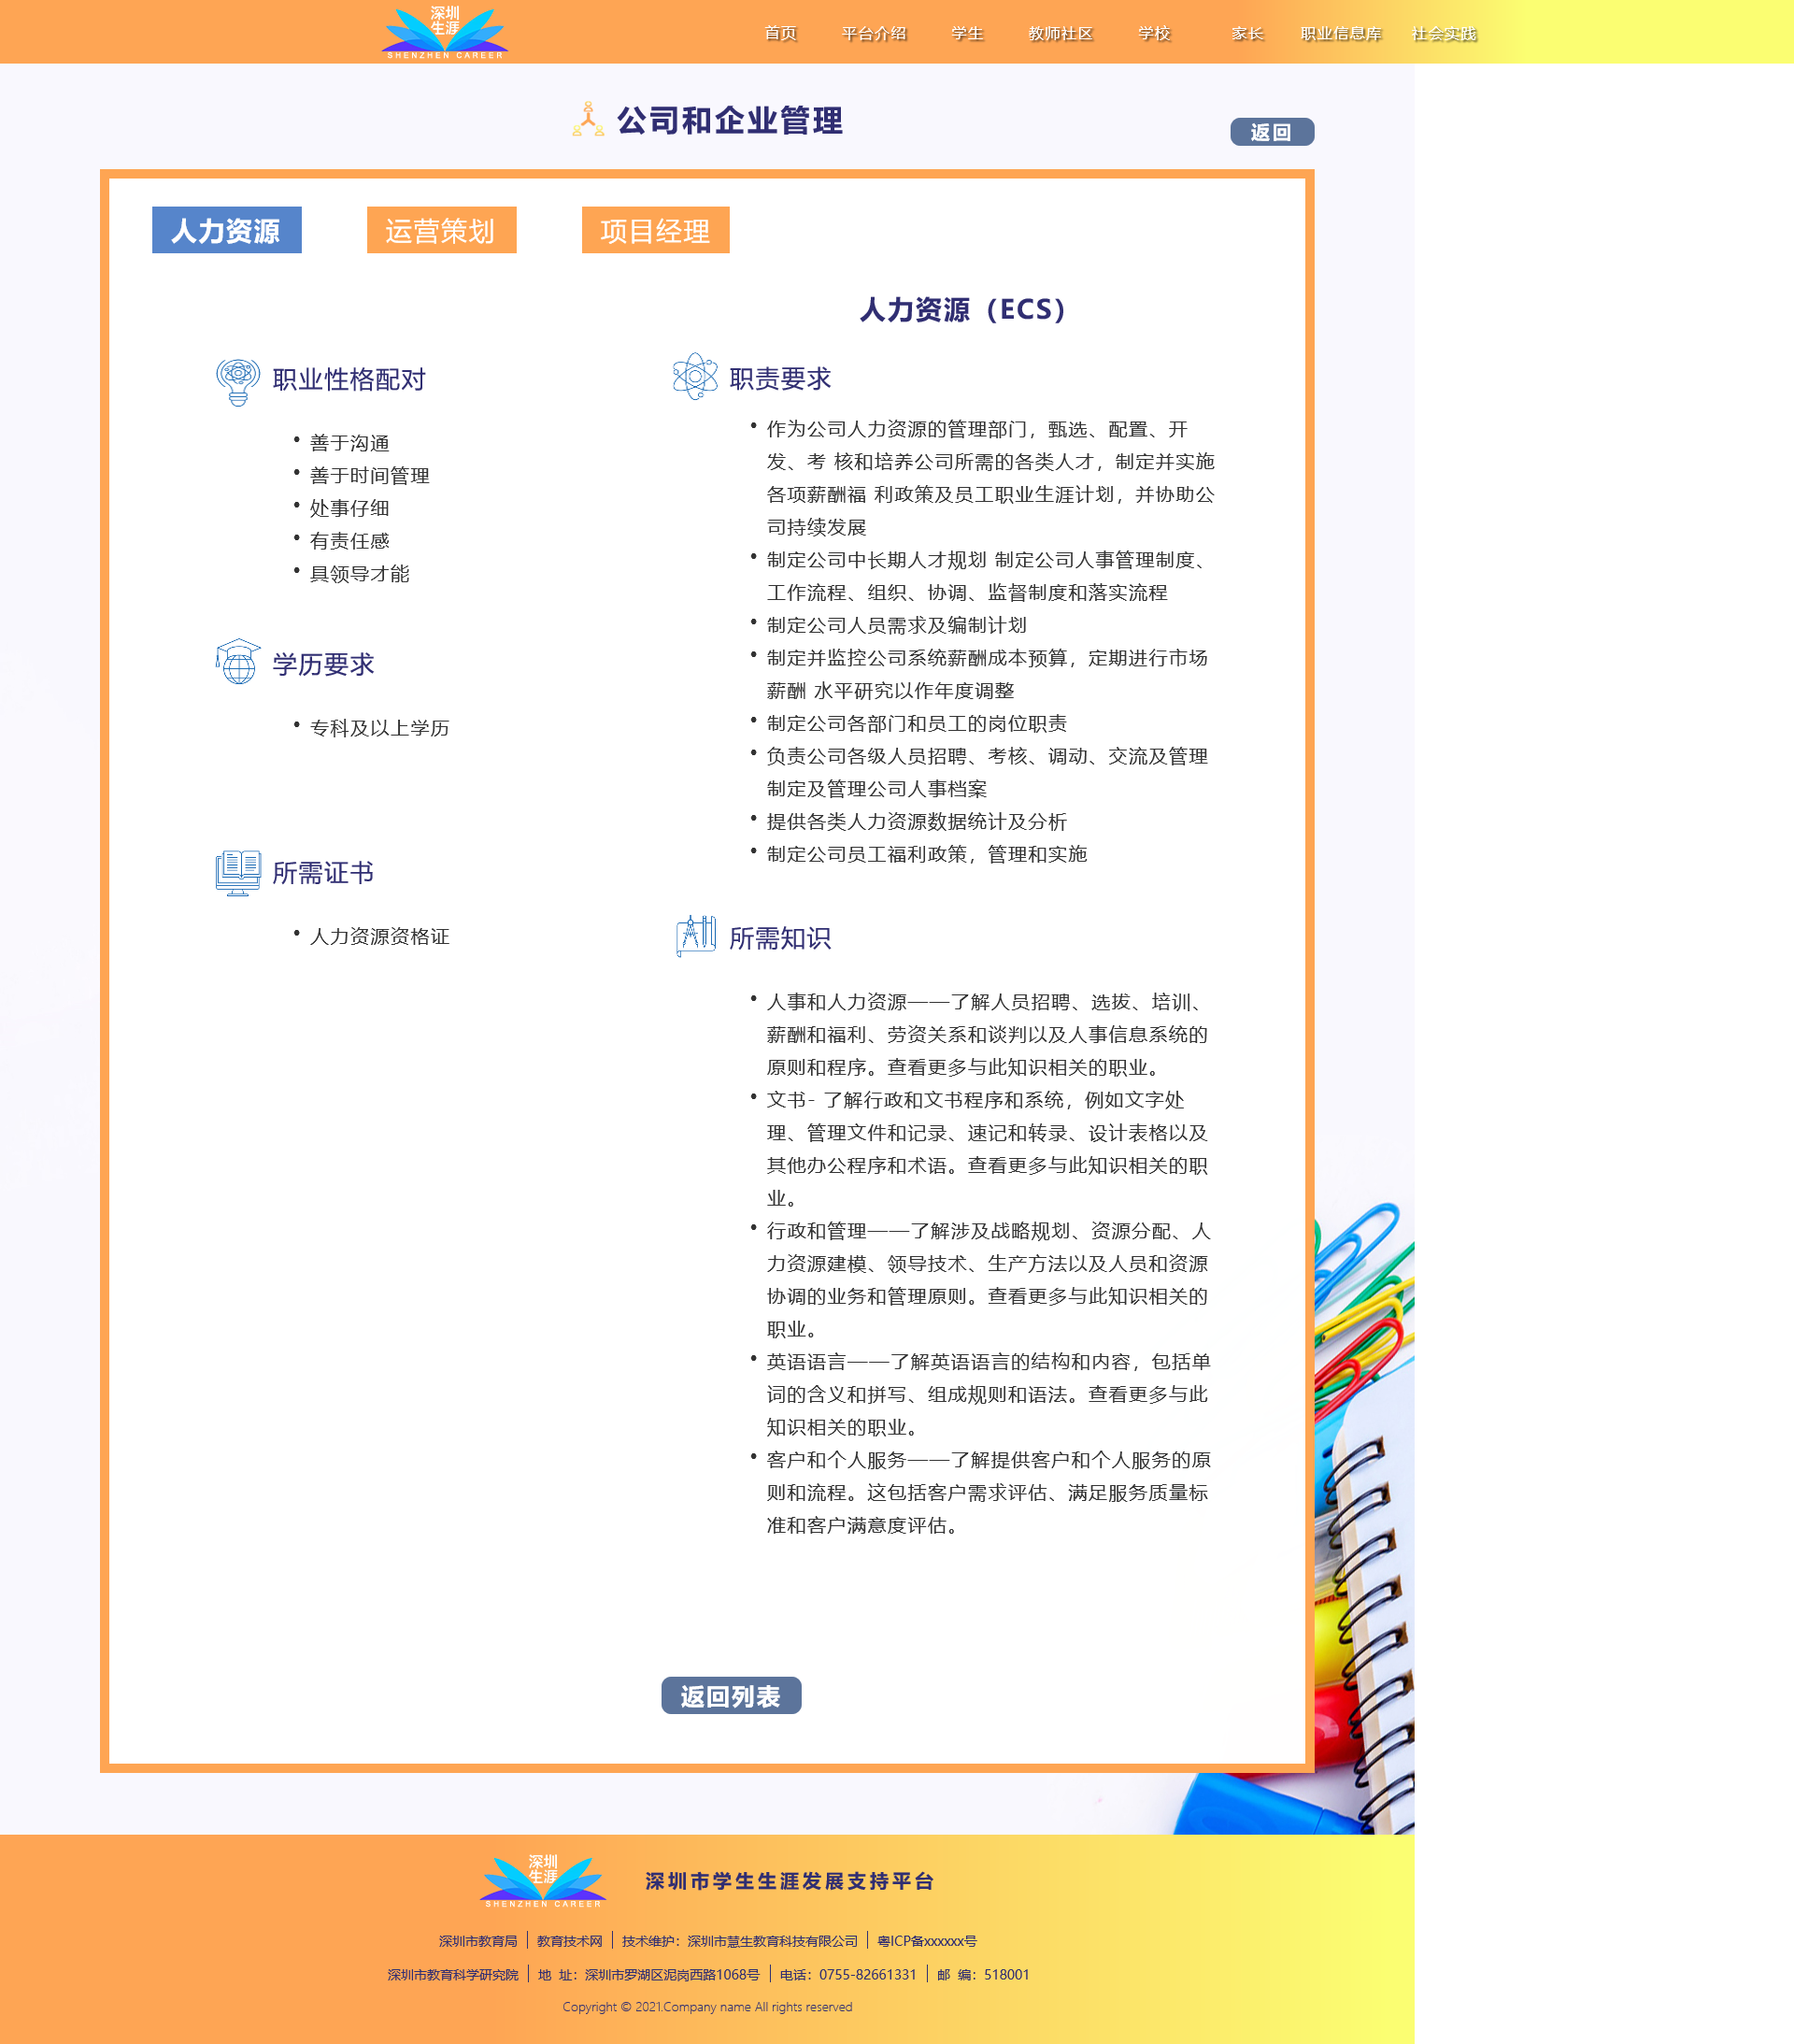 深圳
生涯
SHENZHEN CAREER
首页 平台介绍 学生 教师社区 学校 家长 职业信息库 社会实践
公司和企业管理
返回
人力资源 运营策划 项目经理
人力资源（ECS）
职业性格配对
• 善于沟通
• 善于时间管理
• 处事仔细
• 有责任感
• 具领导才能
学历要求
• 专科及以上学历
所需证书
• 人力资源资格证
职责要求
• 作为公司人力资源的管理部门，甄选、配置、开
发、考 核和培养公司所需的各类人才，制定并实施
各项薪酬福 利政策及员工职业生涯计划，并协助公
司持续发展
• 制定公司中长期人才规划 制定公司人事管理制度、
工作流程、组织、协调、监督制度和落实流程
• 制定公司人员需求及编制计划
• 制定并监控公司系统薪酬成本预算，定期进行市场
薪酬 水平研究以作年度调整
• 制定公司各部门和员工的岗位职责
• 负责公司各级人员招聘、考核、调动、交流及管理
制定及管理公司人事档案
• 提供各类人力资源数据统计及分析
• 制定公司员工福利政策，管理和实施
所需知识
• 人事和人力资源——了解人员招聘、选拔、培训、
薪酬和福利、劳资关系和谈判以及人事信息系统的
原则和程序。查看更多与此知识相关的职业。
• 文书- 了解行政和文书程序和系统，例如文字处
理、管理文件和记录、速记和转录、设计表格以及
其他办公程序和术语。查看更多与此知识相关的职
业。
• 行政和管理——了解涉及战略规划、资源分配、人
力资源建模、领导技术、生产方法以及人员和资源
协调的业务和管理原则。查看更多与此知识相关的
职业。
• 英语语言——了解英语语言的结构和内容，包括单
词的含义和拼写、组成规则和语法。查看更多与此
知识相关的职业。
• 客户和个人服务——了解提供客户和个人服务的原
则和流程。这包括客户需求评估、满足服务质量标
准和客户满意度评估。
返回列表
深圳
生涯
SHENZHEN CAREER
深圳市学生生涯发展支持平台
深圳市教育局 | 教育技术网 | 技术维护：深圳市慧生教育科技有限公司 | 粤ICP备xxxxxx号
深圳市教育科学研究院 | 地 址：深圳市罗湖区泥岗西路1068号 | 电话：0755-82661331 | 邮 编：518001
Copyright © 2021.Company name All rights reserved